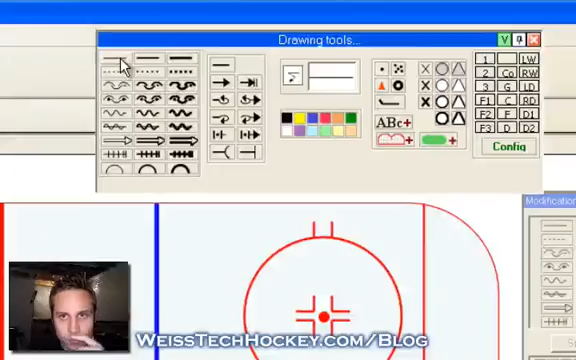 Drawing tools...
V
1 LW
2 Co RW
3 G LD
F1 C RD
F2 F D1
F3 D D2
ABC+
Config
Modification
WeissTechHockey.com/Blog